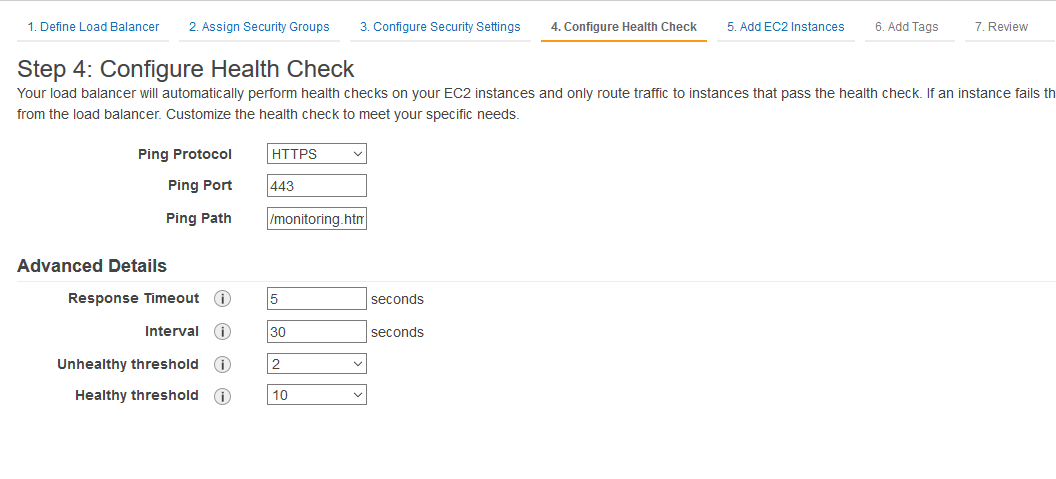 1. Define Load Balancer 2. Assign Security Groups 3. Configure Security Settings 4. Configure Health Check 5. Add EC2 Instances 6. Add Tags 7. Review
Step 4: Configure Health Check
Your load balancer will automatically perform health checks on your EC2 instances and only route traffic to instances that pass the health check. If an instance fails th
from the load balancer. Customize the health check to meet your specific needs.
Ping Protocol HTTPS
Ping Port 443
Ping Path /monitoring.htm
Advanced Details
Response Timeout i 5 seconds
Interval i 30 seconds
Unhealthy threshold i 2
Healthy threshold i 10